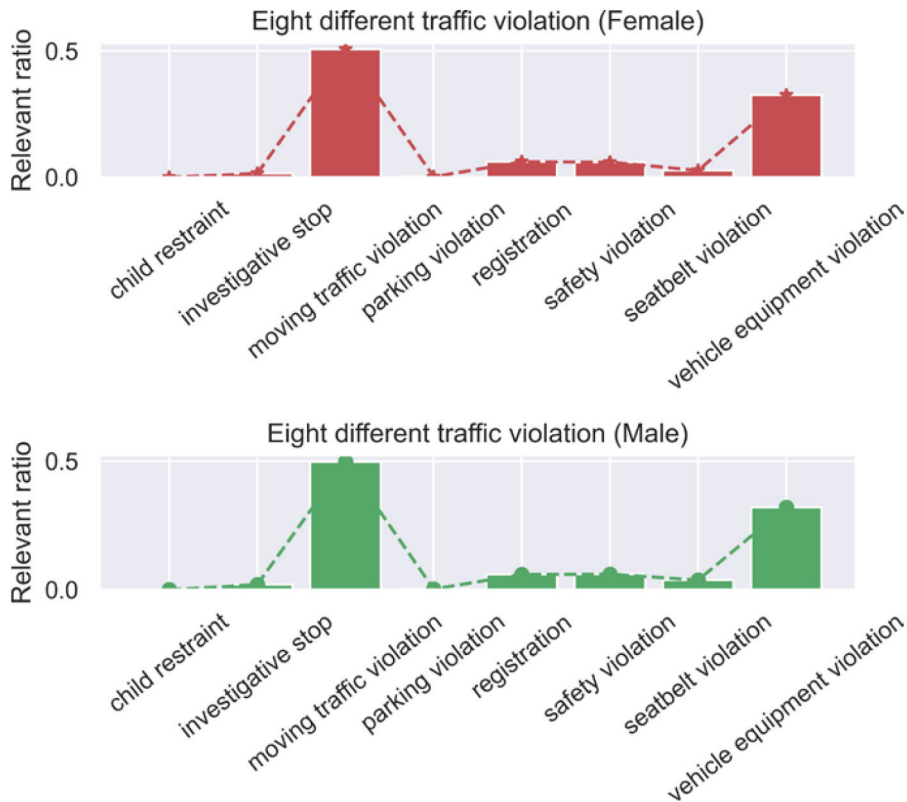 Eight different traffic violation (Female)
Relevant ratio
0.5
0.0
child restraint
investigative stop
moving traffic violation
parking violation
registration
safety violation
seatbelt violation
vehicle equipment violation
Eight different traffic violation (Male)
Relevant ratio
0.5
0.0
child restraint
investigative stop
moving traffic violation
parking violation
registration
safety violation
seatbelt violation
vehicle equipment violation